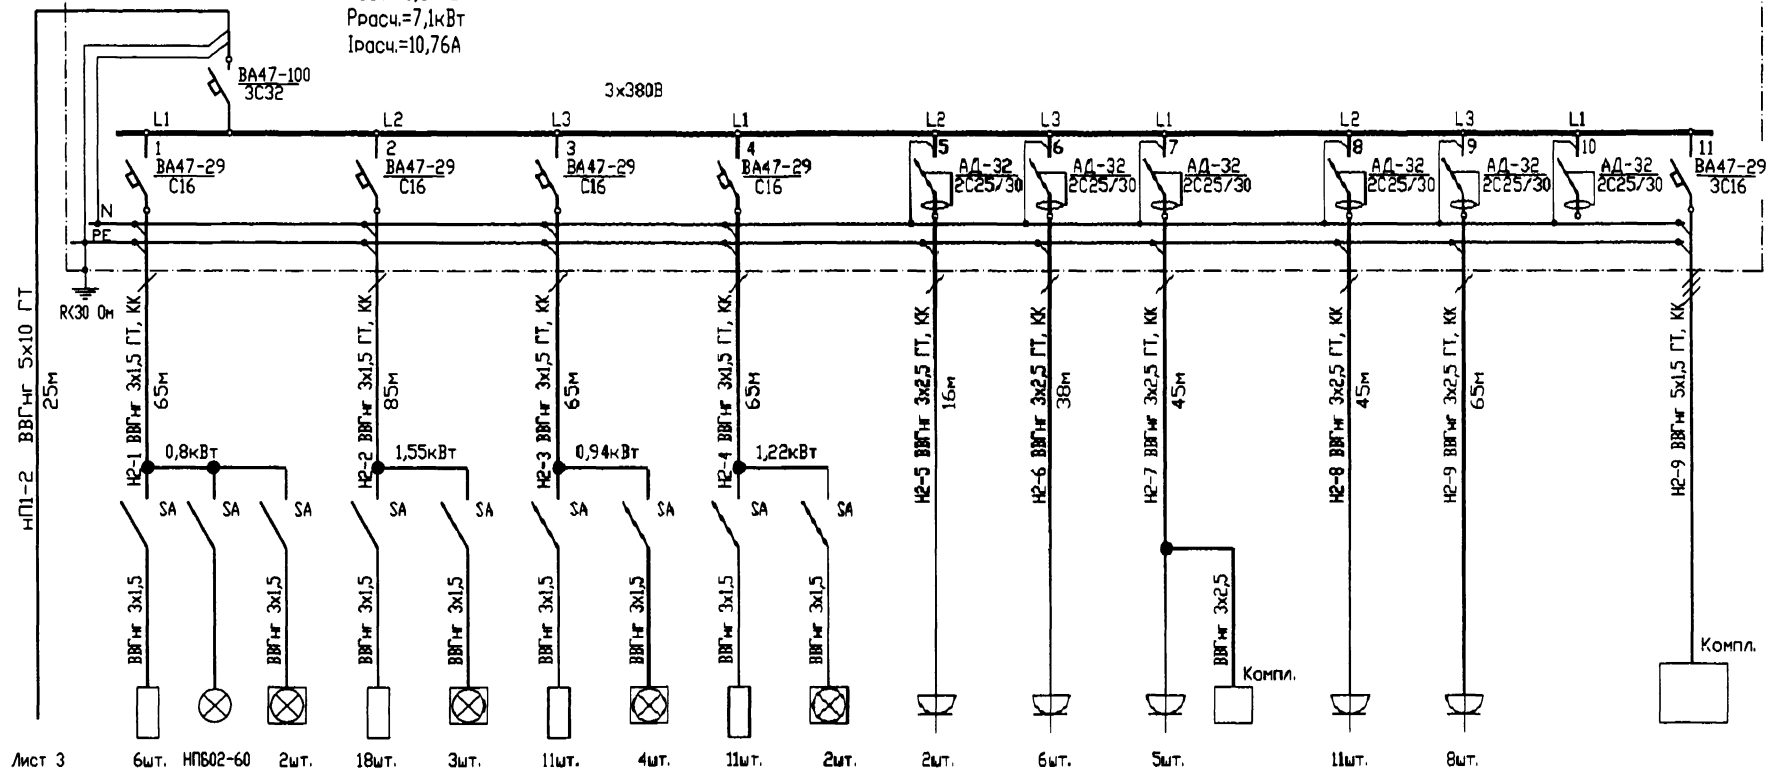 Pрасч.=7,1кВт
Iрасч.=10,76А
ВА47-100
3С32
3х380В
L1
L2
L3
L1
L2
L3
L1
L2
L3
L1
1
2
3
4
5
6
7
8
9
10
11
ВА47-29
С16
ВА47-29
С16
ВА47-29
С16
ВА47-29
С16
АД-32
2С25/30
АД-32
2С25/30
АД-32
2С25/30
АД-32
2С25/30
АД-32
2С25/30
АД-32
2С25/30
ВА47-29
3С16
N
PE
R<30 Ом
НП1-2 ВВГнг 5х10 ГТ
25м
Н2-1 ВВГнг 3х1,5 ГТ, КК
65м
Н2-2 ВВГнг 3х1,5 ГТ, КК
85м
Н2-3 ВВГнг 3х1,5 ГТ, КК
65м
Н2-4 ВВГнг 3х1,5 ГТ, КК
65м
Н2-5 ВВГнг 3х2,5 ГТ, КК
16м
Н2-6 ВВГнг 3х2,5 ГТ, КК
38м
Н2-7 ВВГнг 3х2,5 ГТ, КК
45м
Н2-8 ВВГнг 3х2,5 ГТ, КК
45м
Н2-9 ВВГнг 3х2,5 ГТ, КК
65м
Н2-9 ВВГнг 5х1,5 ГТ, КК
0,8кВт
1,55кВт
0,94кВт
1,22кВт
SA
SA
SA
SA
SA
SA
SA
SA
SA
ВВГнг 3х1,5
ВВГнг 3х1,5
ВВГнг 3х1,5
ВВГнг 3х1,5
ВВГнг 3х1,5
ВВГнг 3х1,5
ВВГнг 3х1,5
ВВГнг 3х1,5
ВВГнг 3х2,5
Компл.
Компл.
Лист 3
6шт.
НПБ02-60
2шт.
18шт.
3шт.
11шт.
4шт.
11шт.
2шт.
2шт.
6шт.
5шт.
11шт.
8шт.